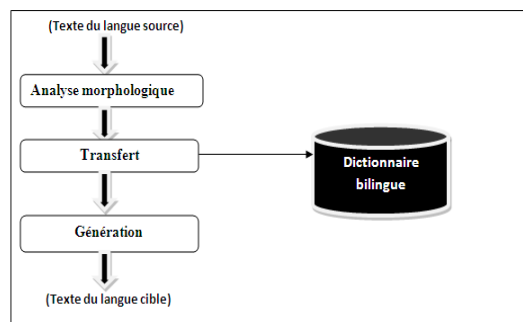 (Texte du langue source)
Analyse morphologique
Transfert
Dictionnaire
bilingue
Génération
(Texte du langue cible)